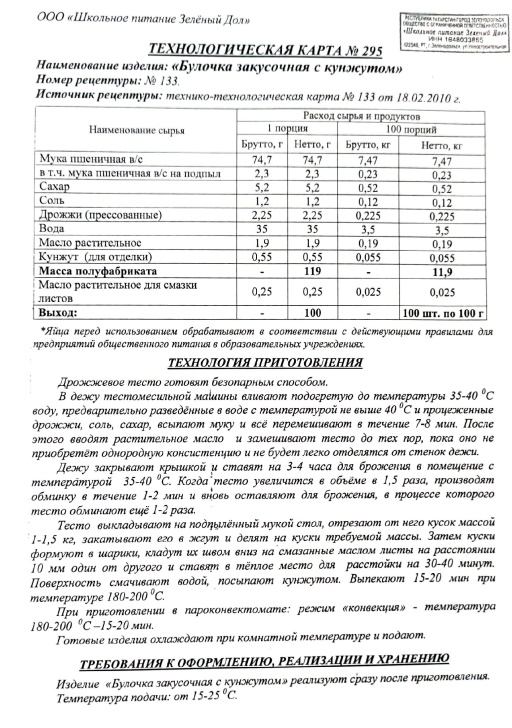 ООО «Школьное питание Зелёный Дол»
РЕСПУБЛИКА ТАТАРСТАН ГОРОД ЗЕЛЕНОДОЛЬСК
ОБЩЕСТВО С ОГРАНИЧЕННОЙ ОТВЕТСТВЕННОСТЬЮ
«Школьное питание Зелёный Дол»
ИНН 1648033865
ТЕХНОЛОГИЧЕСКАЯ КАРТА № 295
Наименование изделия: «Булочка закусочная с кунжутом»
Номер рецептуры: № 133.
Источник рецептуры: технико-технологическая карта № 133 от 18.02.2010 г.
Наименование сырья Расход сырья и продуктов
1 порция 100 порций
Брутто, г Нетто, г Брутто, кг Нетто, кг
Мука пшеничная в/с 74,7 74,7 7,47 7,47
в т.ч. мука пшеничная в/с на подпыл 2,3 2,3 0,23 0,23
Сахар 5,2 5,2 0,52 0,52
Соль 1,2 1,2 0,12 0,12
Дрожжи (прессованные) 2,25 2,25 0,225 0,225
Вода 35 35 3,5 3,5
Масло растительное 1,9 1,9 0,19 0,19
Кунжут (для отделки) 0,55 0,55 0,055 0,055
Масса полуфабриката - 119 - 11,9
Масло растительное для смазки листов 0,25 0,25 0,025 0,025
Выход: - 100 - 100 шт. по 100 г
*Яйца перед использованием обрабатывают в соответствии с действующими правилами для
предприятий общественного питания в образовательных учреждениях.
ТЕХНОЛОГИЯ ПРИГОТОВЛЕНИЯ
Дрожжевое тесто готовят безопарным способом.
В дежу тестомесильной машины вливают подогретую до температуры 35-40 ⁰С
воду, предварительно разведённые в воде с температурой не выше 40 ⁰С и процеженные
дрожжи, соль, сахар, всыпают муку и всё перемешивают в течение 7-8 мин. После
этого вводят растительное масло и замешивают тесто до тех пор, пока оно не
приобретёт однородную консистенцию и не будет легко отделятся от стенок дежи.
Дежу закрывают крышкой и ставят на 3-4 часа для брожения в помещение с
температурой 35-40 ⁰С. Когда тесто увеличится в объёме в 1,5 раза, производят
обминку в течение 1-2 мин и вновь оставляют для брожения, в процессе которого
тесто обминают ещё 1-2 раза.
Тесто выкладывают на подпылённый мукой стол, отрезают от него кусок массой
1-1,5 кг, закатывают его в жгут и делят на куски требуемой массы. Затем куски
формуют в шарики, кладут их швом вниз на смазанные маслом листы на расстоянии
10 мм один от другого и ставят в тёплое место для расстойки на 30-40 минут.
Поверхность смачивают водой, посыпают кунжутом. Выпекают 15-20 мин при
температуре 180-200 ⁰С.
При приготовлении в пароконвектомате: режим «конвекция» - температура
180-200 ⁰С –15-20 мин.
Готовые изделия охлаждают при комнатной температуре и подают.
ТРЕБОВАНИЯ К ОФОРМЛЕНИЮ, РЕАЛИЗАЦИИ И ХРАНЕНИЮ
Изделие «Булочка закусочная с кунжутом» реализуют сразу после приготовления.
Температура подачи: от 15-25 ⁰С.